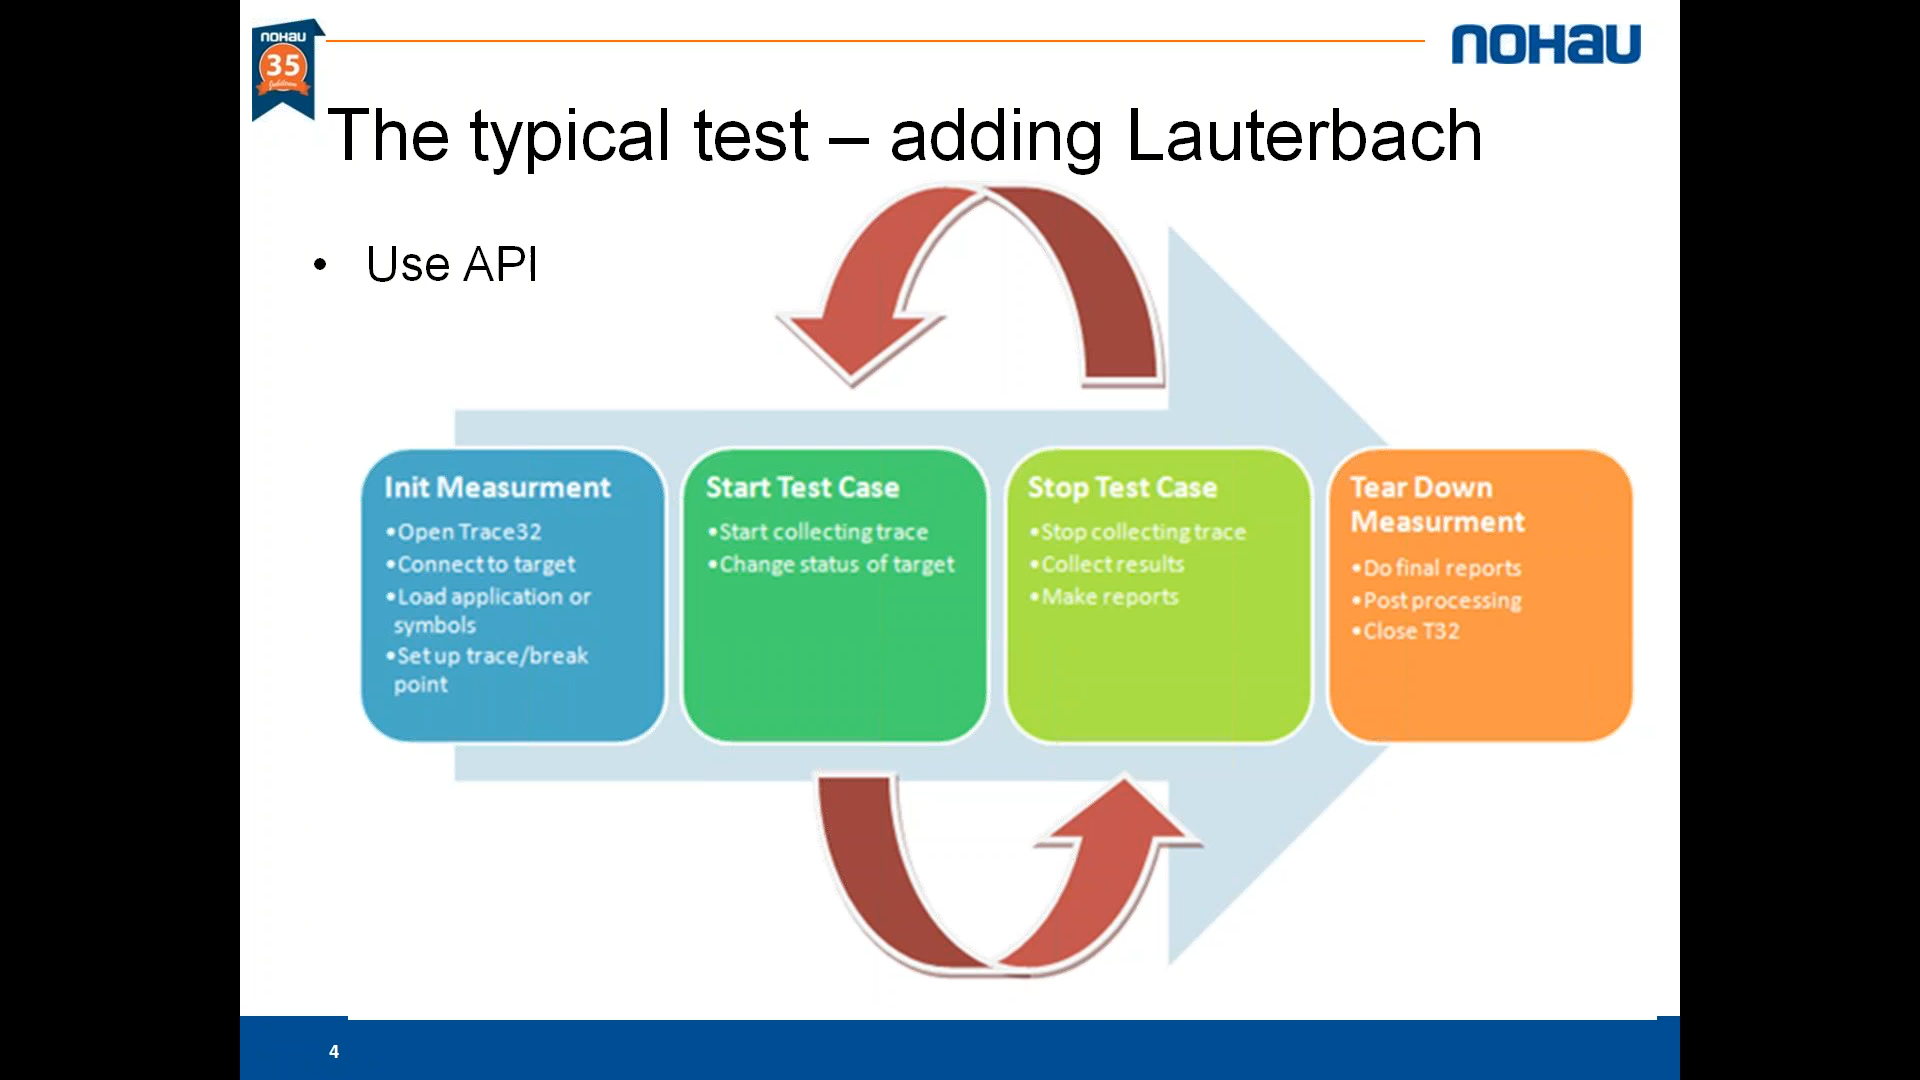 noHau
35
noHau
The typical test – adding Lauterbach
• Use API
Init Measurment
•Open Trace32
•Connect to target
•Load application or
symbols
•Set up trace/break
point
Start Test Case
•Start collecting trace
•Change status of target
Stop Test Case
•Stop collecting trace
•Collect results
•Make reports
Tear Down
Measurment
•Do final reports
•Post processing
•Close T32
4